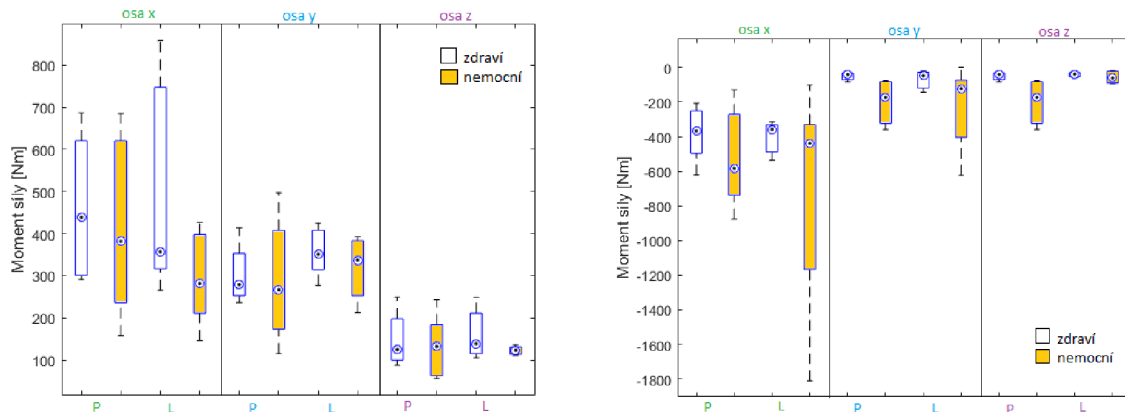 osa x osa y osa z
Moment síly [Nm]
800
700
600
500
400
300
200
100
zdraví
nemocní
P L P L P L
osa x osa y osa z
Moment síly [Nm]
0
-200
-400
-600
-800
-1000
-1200
-1400
-1600
-1800
zdraví
nemocní
P L P L P L